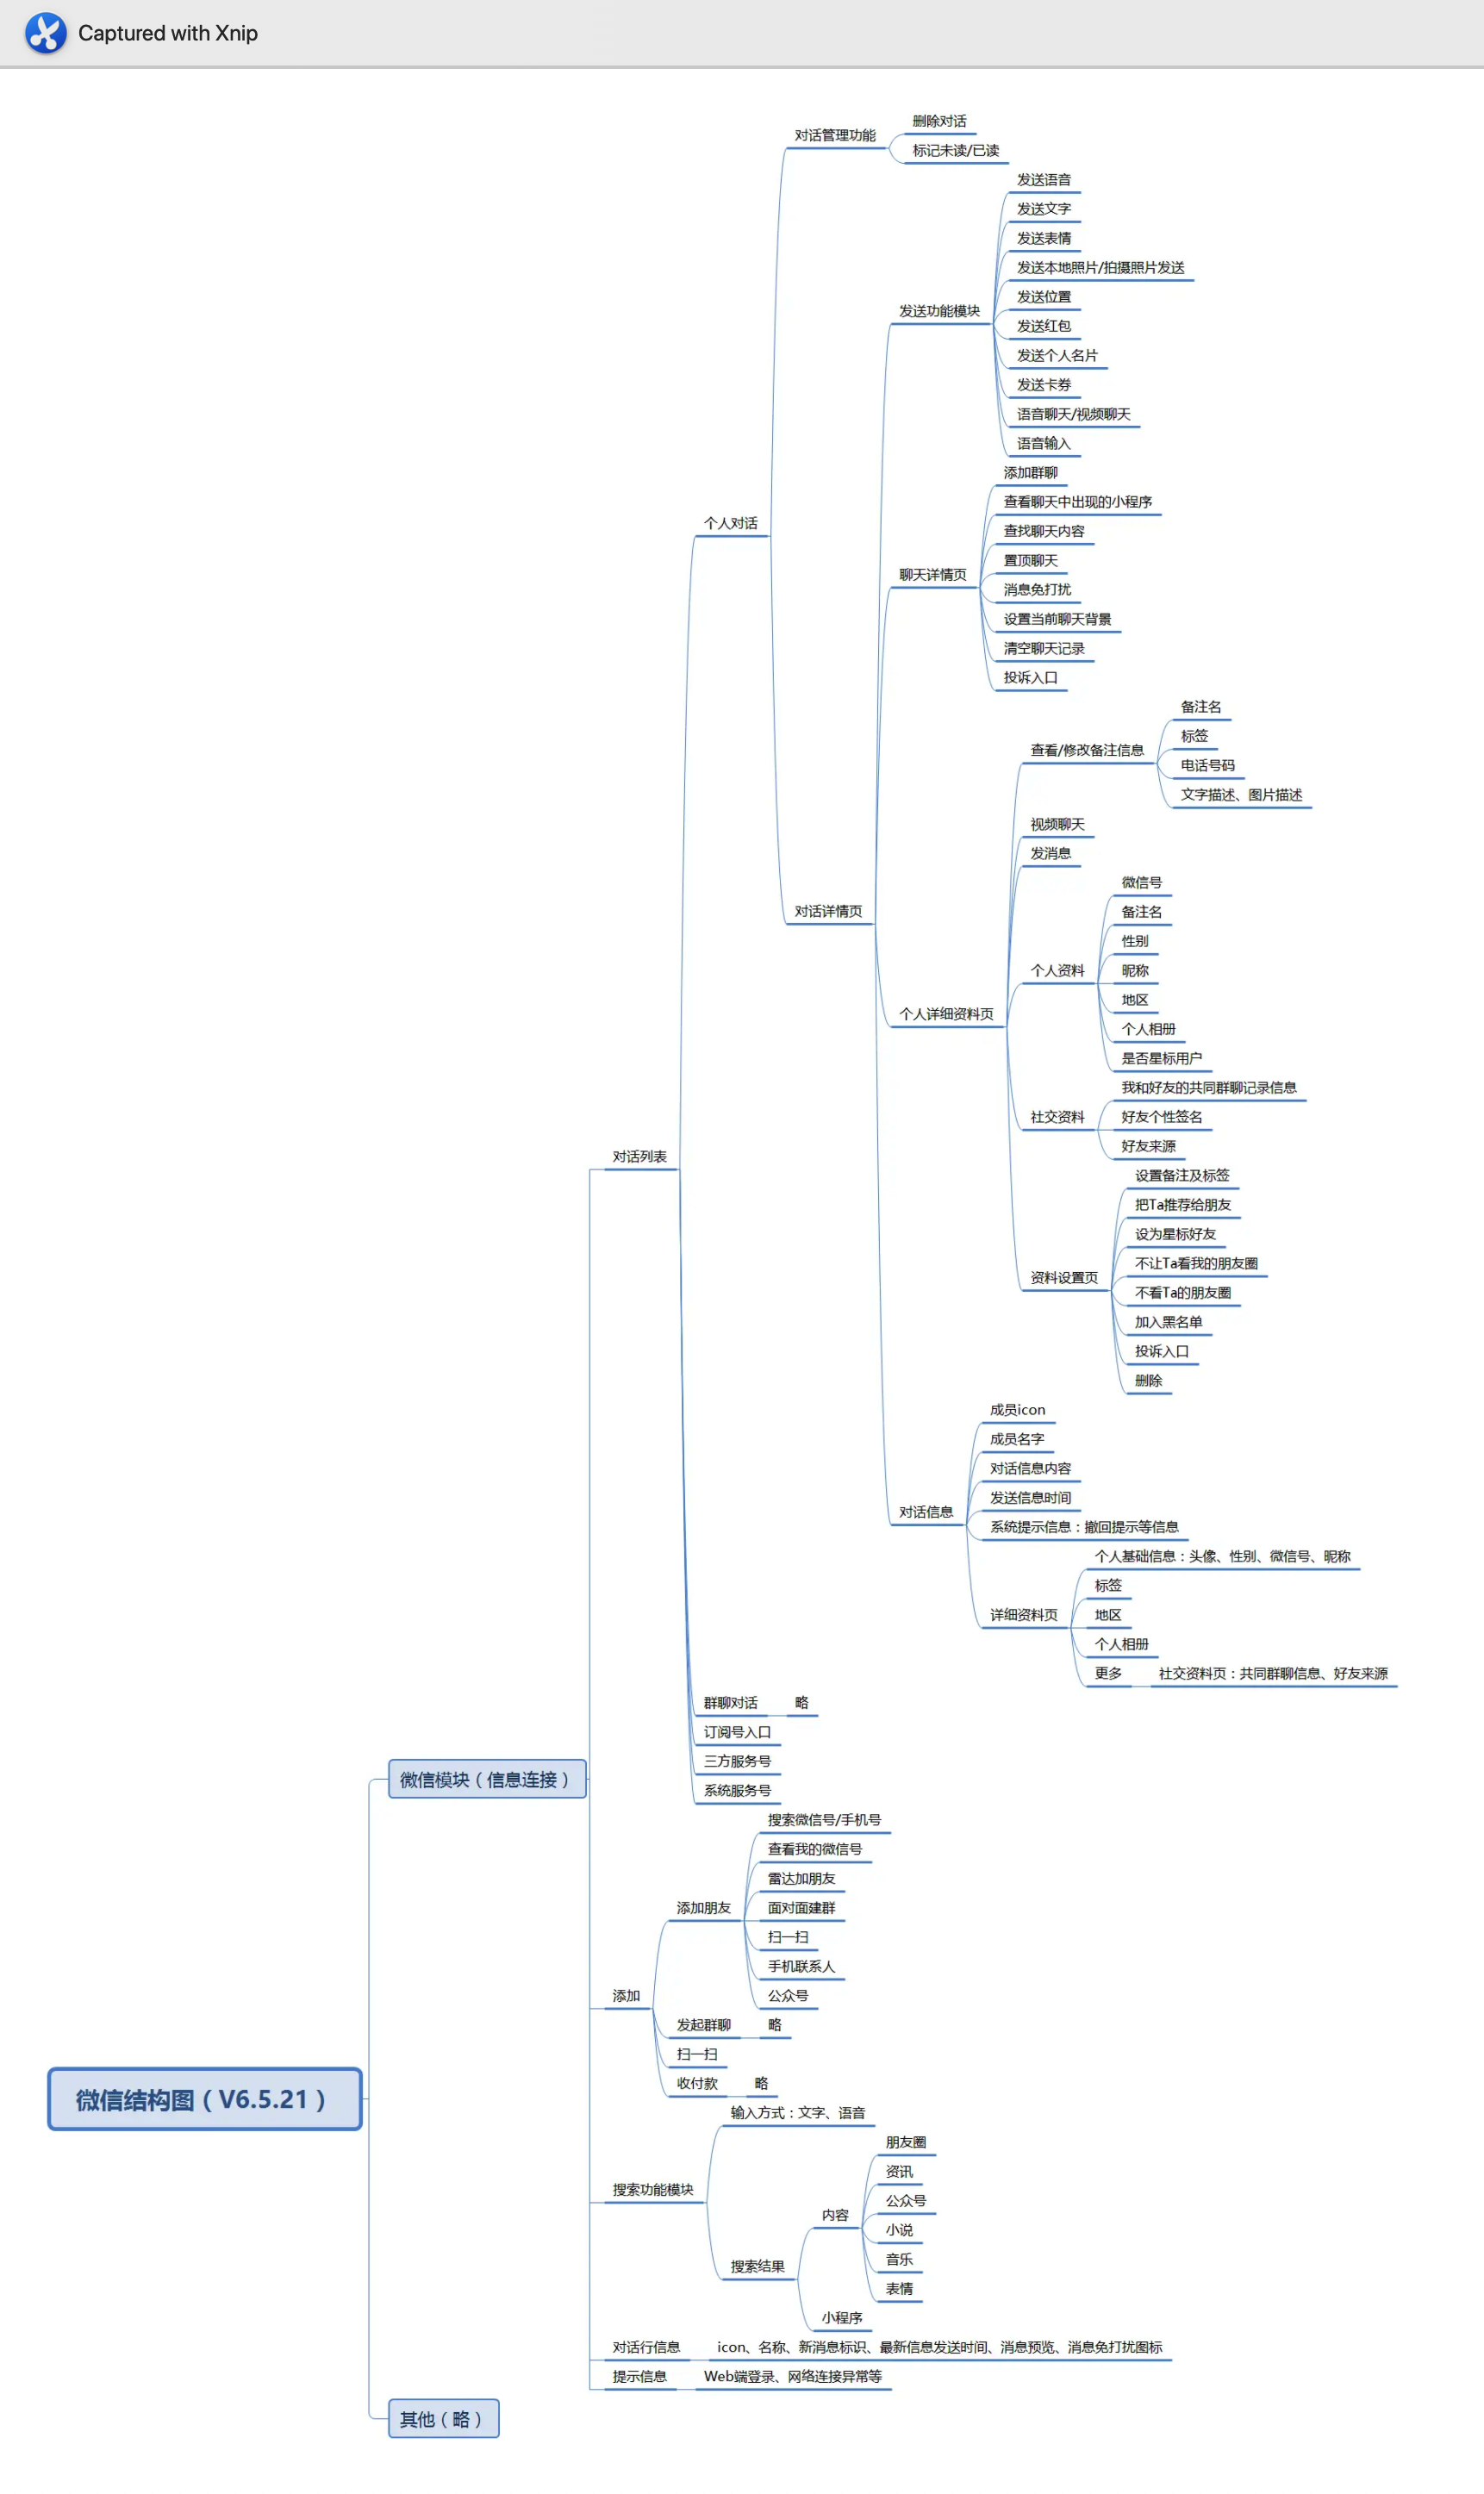 Captured with Xnip
删除对话
对话管理功能
标记未读/已读
发送语音
发送文字
发送表情
发送本地照片/拍摄照片发送
发送位置
发送功能模块
发送红包
发送个人名片
发送卡券
语音聊天/视频聊天
语音输入
添加群聊
查看聊天中出现的小程序
个人对话
查找聊天内容
置顶聊天
聊天详情页
消息免打扰
设置当前聊天背景
清空聊天记录
投诉入口
备注名
标签
查看/修改备注信息
电话号码
文字描述、图片描述
视频聊天
发消息
微信号
对话详情页
备注名
性别
个人资料
昵称
地区
个人详细资料页
个人相册
是否星标用户
我和好友的共同群聊记录信息
社交资料
好友个性签名
好友来源
对话列表
设置备注及标签
把Ta推荐给朋友
设为星标好友
不让Ta看我的朋友圈
资料设置页
不看Ta的朋友圈
加入黑名单
投诉入口
删除
成员icon
成员名字
对话信息内容
发送信息时间
对话信息
系统提示信息：撤回提示等信息
个人基础信息：头像、性别、微信号、昵称
标签
详细资料页
地区
个人相册
更多
社交资料页：共同群聊信息、好友来源
群聊对话
略
订阅号入口
三方服务号
微信模块（信息连接）
系统服务号
搜索微信号/手机号
查看我的微信号
雷达加朋友
添加朋友
面对面建群
扫一扫
手机联系人
添加
公众号
发起群聊
略
扫一扫
收付款
略
微信结构图（V6.5.21）
输入方式：文字、语音
朋友圈
资讯
搜索功能模块
公众号
内容
小说
音乐
搜索结果
表情
小程序
对话行信息
icon、名称、新消息标识、最新信息发送时间、消息预览、消息免打扰图标
提示信息
Web端登录、网络连接异常等
其他（略）